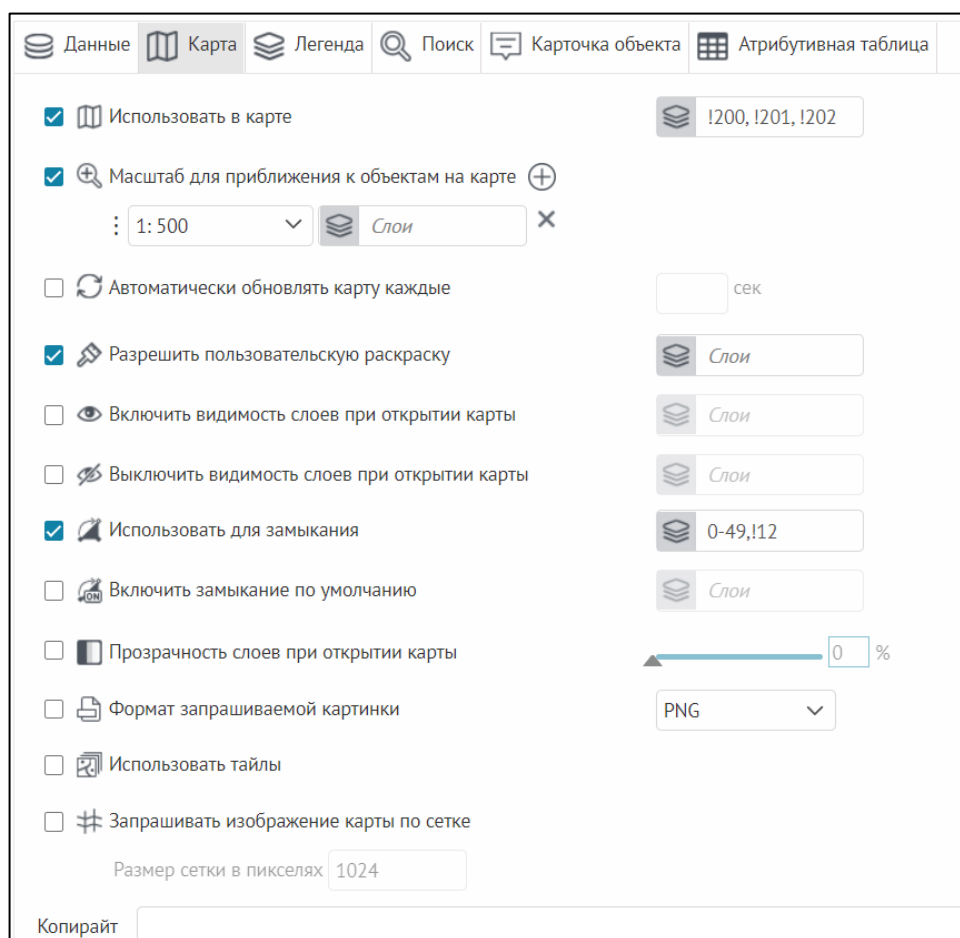 Данные Карта Легенда Поиск Карточка объекта Атрибутивная таблица
Использовать в карте !200, !201, !202
Масштаб для приближения к объектам на карте
1: 500 Слои
Автоматически обновлять карту каждые сек
Разрешить пользовательскую раскраску Слои
Включить видимость слоев при открытии карты Слои
Выключить видимость слоев при открытии карты Слои
Использовать для замыкания 0-49,!12
ON Включить замыкание по умолчанию Слои
Прозрачность слоев при открытии карты 0 %
Формат запрашиваемой картинки PNG
Использовать тайлы
Запрашивать изображение карты по сетке
Размер сетки в пикселях 1024
Копирайт